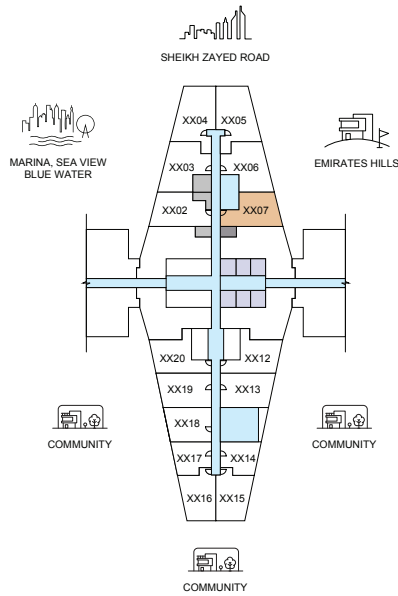 SHEIKH ZAYED ROAD
XX04
XX05
MARINA, SEA VIEW
BLUE WATER
EMIRATES HILLS
XX03
XX06
XX02
XX07
XX20
XX12
XX19
XX13
XX18
COMMUNITY
COMMUNITY
XX17
XX14
XX16
XX15
COMMUNITY